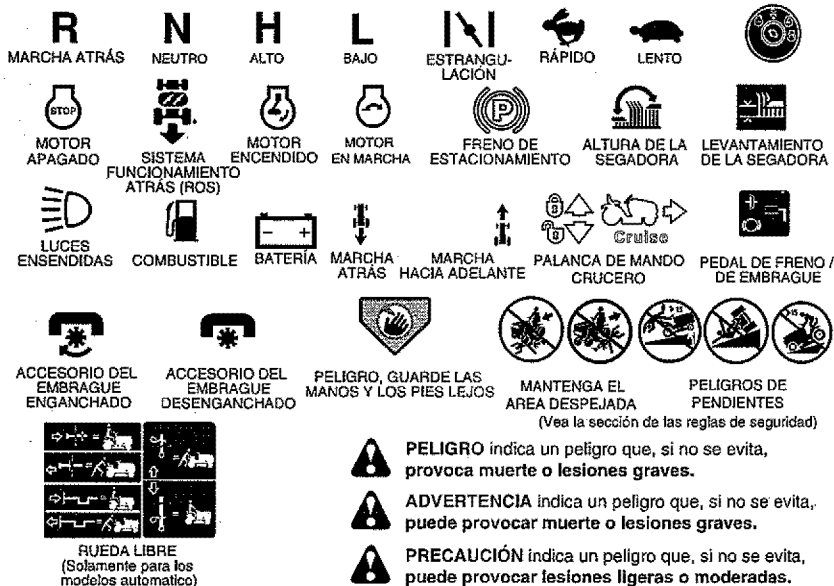 R N H L
MARCHA ATRÁS NEUTRO ALTO BAJO ESTRANGU-
LACIÓN RÁPIDO LENTO
STOP
P
MOTOR
APAGADO
SISTEMA
FUNCIONAMIENTO
ATRÁS (ROS)
MOTOR
ENCENDIDO
MOTOR
EN MARCHA
FRENO DE
ESTACIONAMIENTO
ALTURA DE LA
SEGADORA
LEVANTAMIENTO
DE LA SEGADORA
LUCES
ENSENDIDAS
COMBUSTIBLE
- +
BATERÍA
MARCHA
ATRÁS
MARCHA
HACIA ADELANTE
Cruise
PALANCA DE MANDO
CRUCERO
PEDAL DE FRENO /
DE EMBRAGUE
ACCESORIO DEL
EMBRAGUE
ENGANCHADO
ACCESORIO DEL
EMBRAGUE
DESENGANCHADO
PELIGRO, GUARDE LAS
MANOS Y LOS PIES LEJOS
MANTENGA EL
AREA DESPEJADA
15
15
PELIGROS DE
PENDIENTES
(Vea la sección de las reglas de seguridad)
RUEDA LIBRE
(Solamente para los
modelos automatico)
PELIGRO indica un peligro que, si no se evita,
provoca muerte o lesiones graves.
ADVERTENCIA indica un peligro que, si no se evita,
puede provocar muerte o lesiones graves.
PRECAUCIÓN indica un peligro que, si no se evita,
puede provocar lesiones ligeras o moderadas.